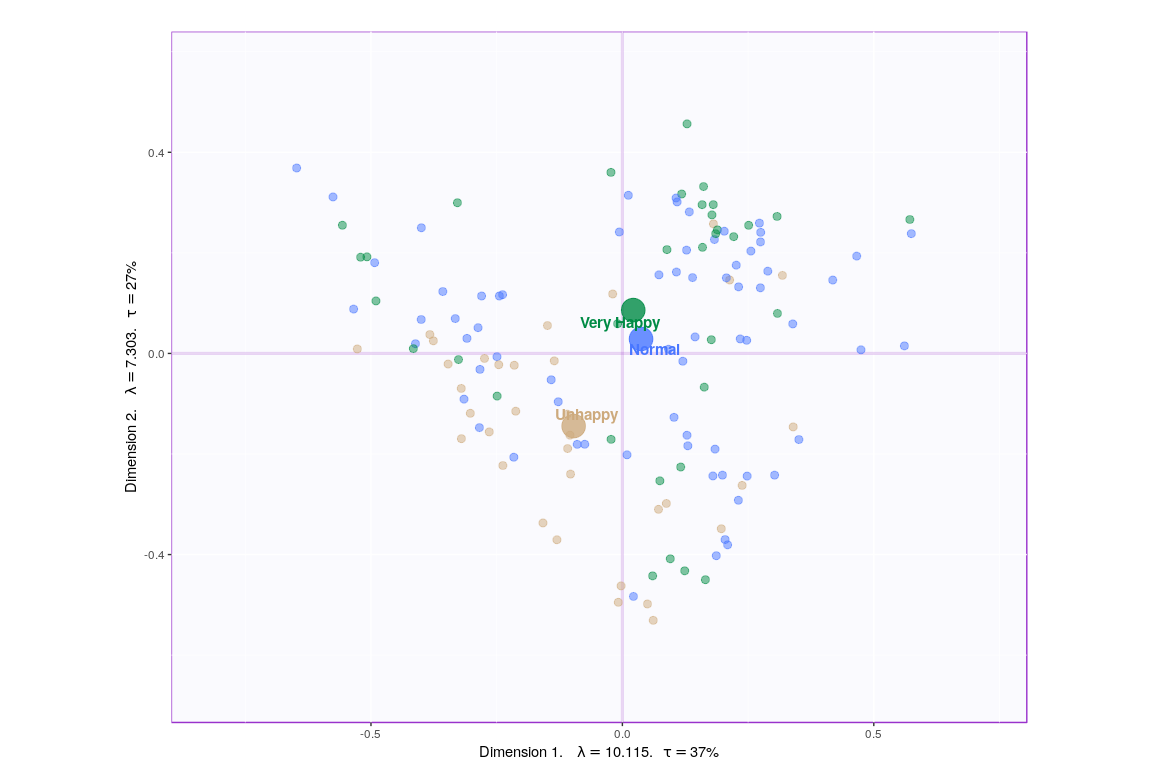 0.4
0.0
-0.4
Dimension 2. λ = 7.303. τ = 27%
Very Happy
Normal
Unhappy
-0.5 0.0 0.5
Dimension 1. λ = 10.115. τ = 37%